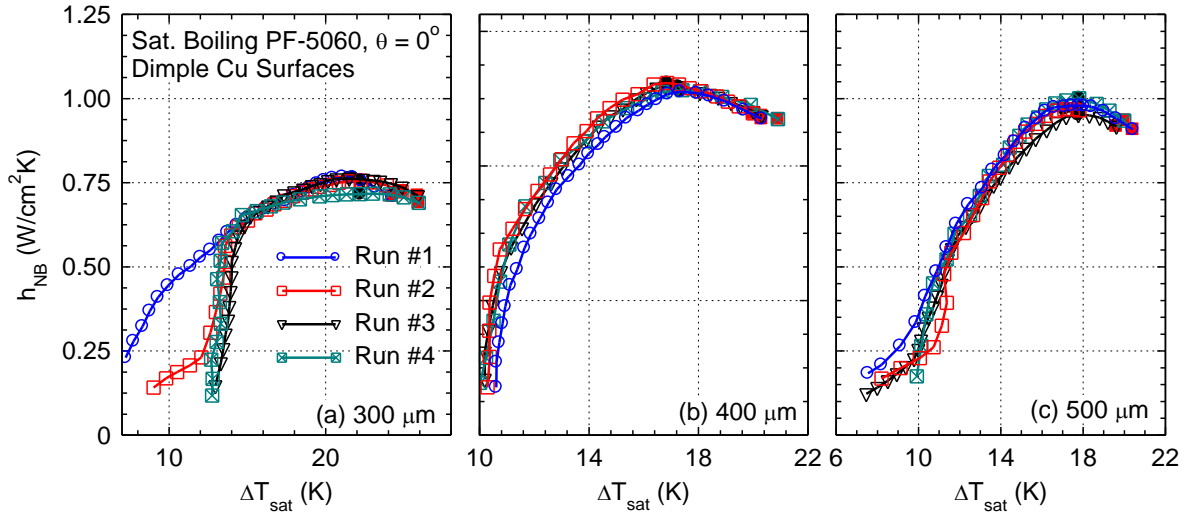 Sat. Boiling PF-5060, θ = 0°
Dimple Cu Surfaces
h_NB (W/cm²K)
1.25
1.00
0.75
0.50
0.25
0
Run #1
Run #2
Run #3
Run #4
(a) 300 μm
(b) 400 μm
(c) 500 μm
10 20
10 14 18 22
6 10 14 18 22
ΔT_sat (K)
ΔT_sat (K)
ΔT_sat (K)